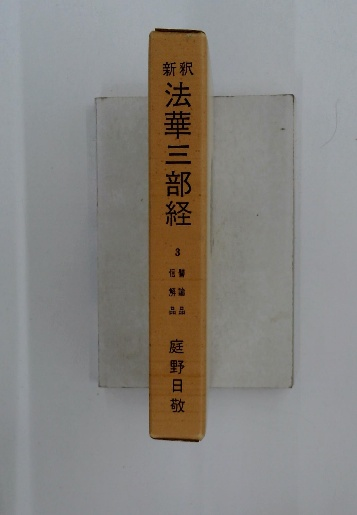 新釈
法華三部経
3
譬諭品
信解品
庭野日敬